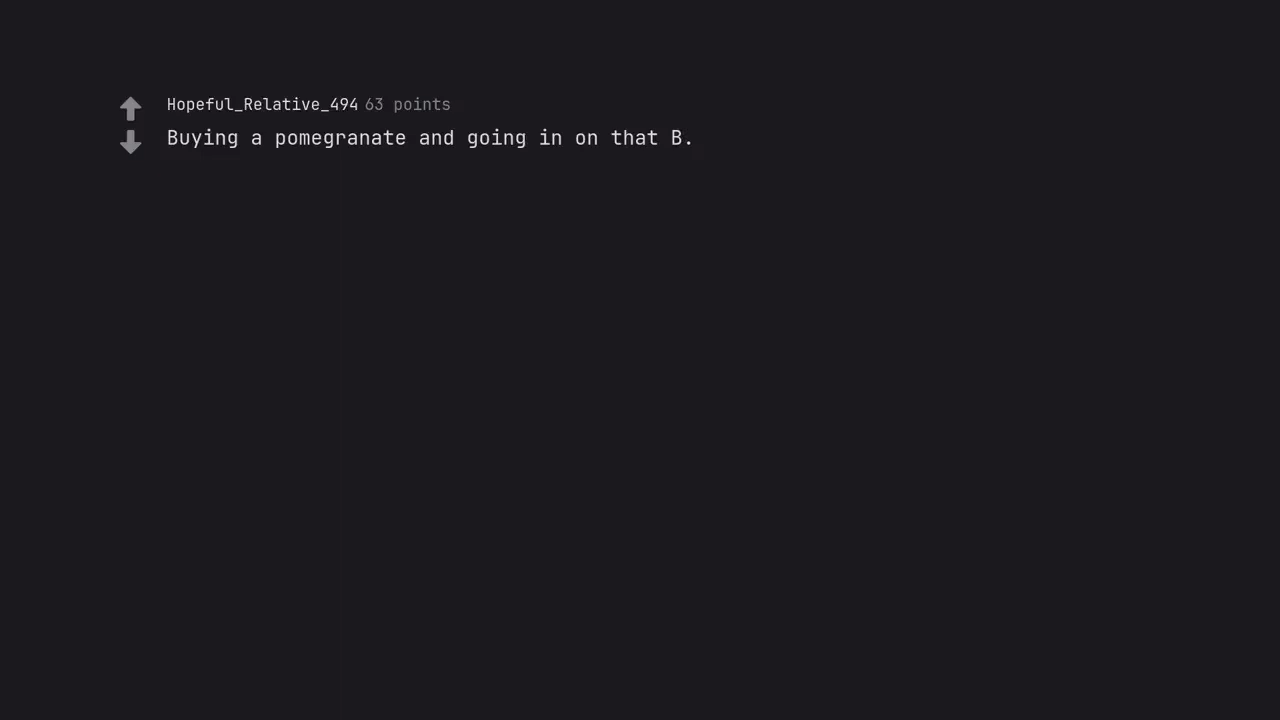 Hopeful_Relative_494 63 points
Buying a pomegranate and going in on that B.